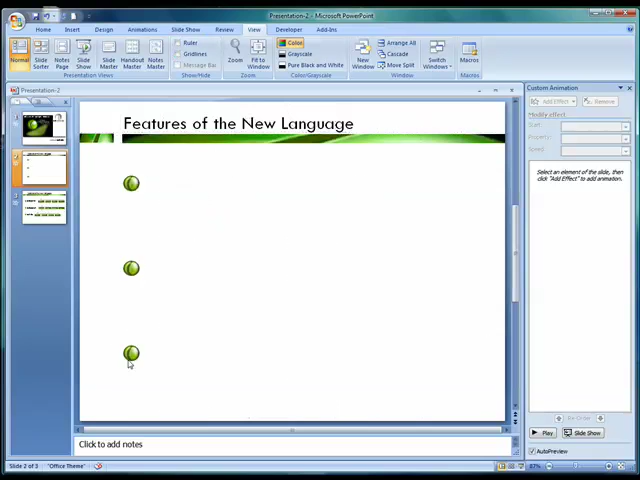 Presentation-2 - Microsoft PowerPoint
Home Insert Design Animations Slide Show Review View Developer Add-Ins
Normal
Slide Sorter
Notes Page
Slide Show
Slide Master
Handout Master
Notes Master
Presentation Views
Ruler
Gridlines
Message Bar
Show/Hide
Zoom
Fit to Window
Zoom
Color
Grayscale
Pure Black and White
Color/Grayscale
New Window
Arrange All
Cascade
Move Split
Switch Windows
Window
Macros
Macros
Presentation-2
Features of the New Language
Custom Animation
Add Effect
Remove
Modify effect
Start:
Property:
Speed:
Select an element of the slide, then click "Add Effect" to add animation.
Re-Order
Play
Slide Show
AutoPreview
Click to add notes
Slide 2 of 3
"Office Theme"
87%